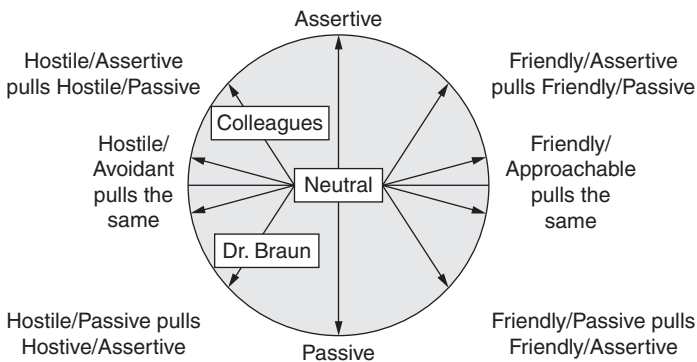 Assertive
Hostile/Assertive
pulls Hostile/Passive
Friendly/Assertive
pulls Friendly/Passive
Colleagues
Hostile/
Avoidant
pulls the
same
Neutral
Friendly/
Approachable
pulls the
same
Dr. Braun
Hostile/Passive pulls
Hostive/Assertive
Passive
Friendly/Passive pulls
Friendly/Assertive